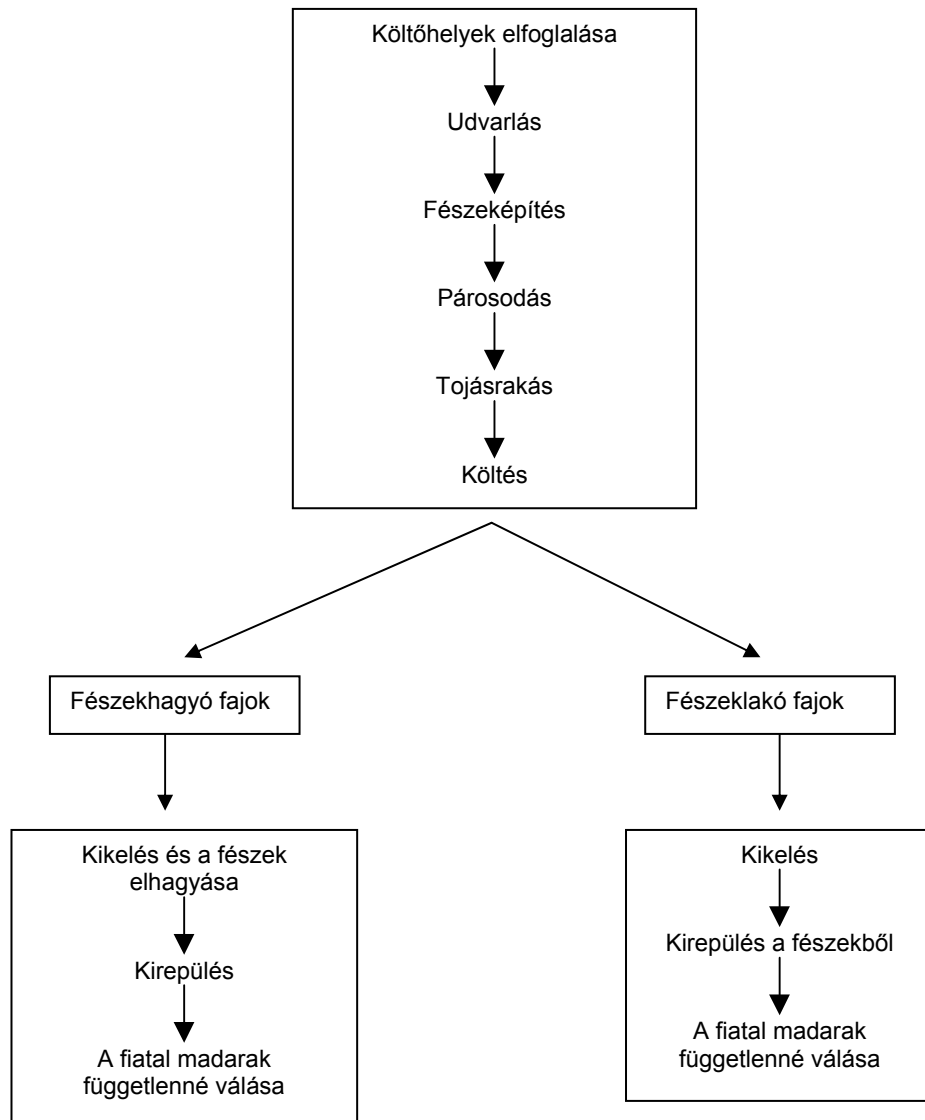 Költőhelyek elfoglalása
Udvarlás
Fészeképítés
Párosodás
Tojásrakás
Költés
Fészekhagyó fajok
Fészeklakó fajok
Kikelés és a fészek
elhagyása
Kirepülés
A fiatal madarak
függetlenné válása
Kikelés
Kirepülés a fészekből
A fiatal madarak
függetlenné válása